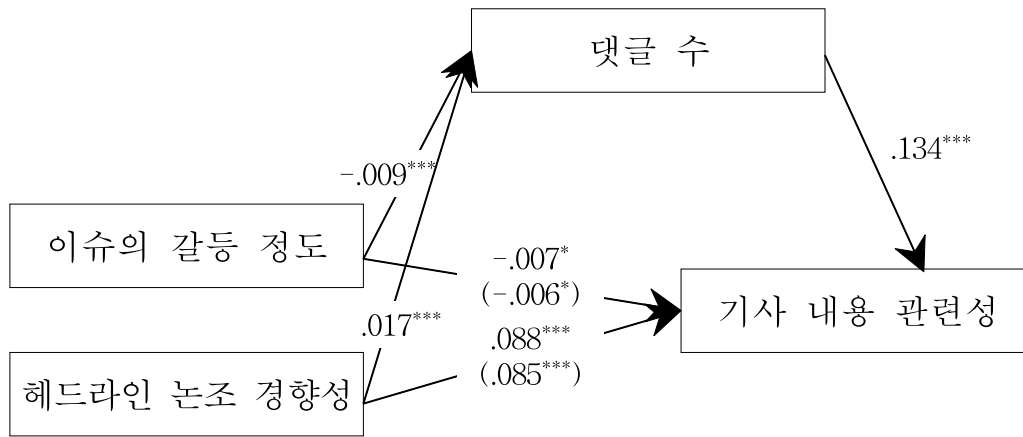 댓글 수
.134***
-.009***
이슈의 갈등 정도
-.007*
(-.006*)
기사 내용 관련성
.017***
.088***
(.085***)
헤드라인 논조 경향성